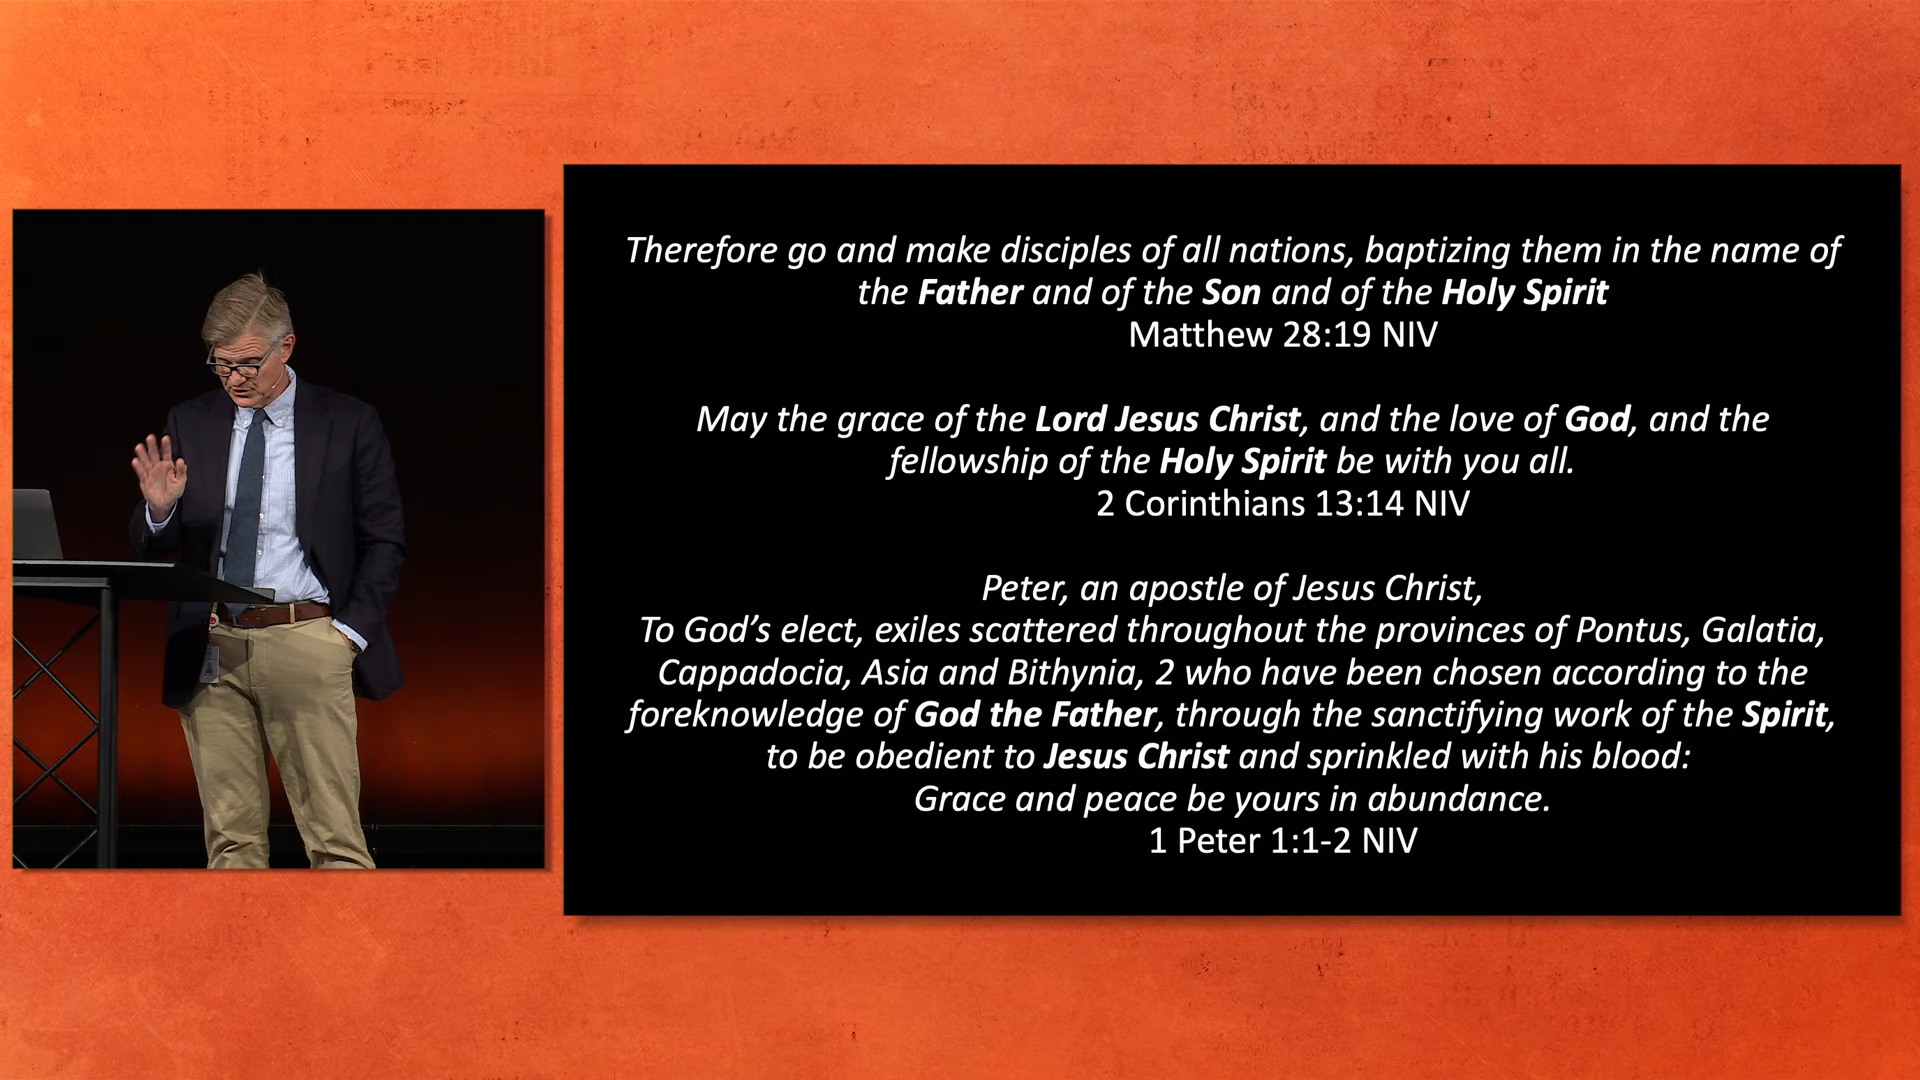 Therefore go and make disciples of all nations, baptizing them in the name of
the Father and of the Son and of the Holy Spirit
Matthew 28:19 NIV
May the grace of the Lord Jesus Christ, and the love of God, and the
fellowship of the Holy Spirit be with you all.
2 Corinthians 13:14 NIV
Peter, an apostle of Jesus Christ,
To God’s elect, exiles scattered throughout the provinces of Pontus, Galatia,
Cappadocia, Asia and Bithynia, 2 who have been chosen according to the
foreknowledge of God the Father, through the sanctifying work of the Spirit,
to be obedient to Jesus Christ and sprinkled with his blood:
Grace and peace be yours in abundance.
1 Peter 1:1-2 NIV